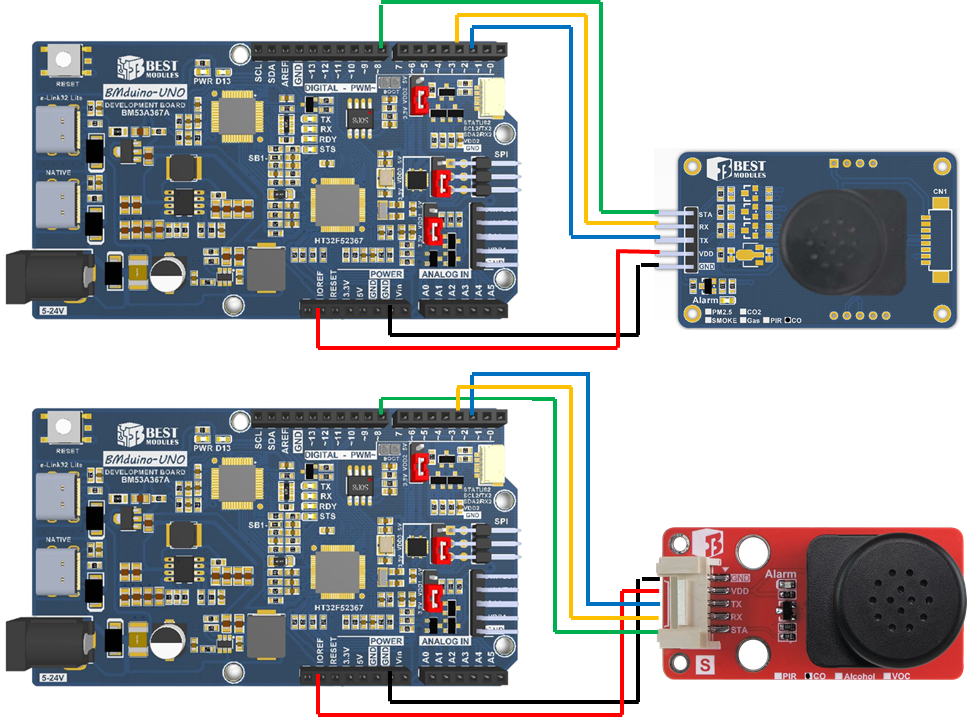 BEST
MODULES
RESET
BMduino-UNO
DEVELOPMENT BOARD
BM53A367A
e-Link32 Lite
NATIVE
5-24V
PWR D13
SCL
SDA
AREF
GND
~13
~12
~11
~10
~9
~8
7
~6
~5
~4
~3
~2
~1
~0
DIGITAL - PWM~
BOOT
TX
RX
RDY
STS
SB1
STATUS2
SCL2/TX2
SDA2/RX2
VDD2
GND
SPI
HT32F52367
POWER
ANALOG IN
IOREF
RESET
3.3V
5V
GND
GND
Vin
A0
A1
A2
A3
A4
A5
BEST
MODULES
CN1
STA
RX
TX
VDD
GND
Alarm
PM2.5 CO2
SMOKE Gas PIR CO
BEST
MODULES
RESET
BMduino-UNO
DEVELOPMENT BOARD
BM53A367A
e-Link32 Lite
NATIVE
5-24V
PWR D13
SCL
SDA
AREF
GND
~13
~12
~11
~10
~9
~8
7
~6
~5
~4
~3
~2
~1
~0
DIGITAL - PWM~
BOOT
TX
RX
RDY
STS
SB1
STATUS2
SCL2/TX2
SDA2/RX2
VDD2
GND
SPI
HT32F52367
POWER
ANALOG IN
IOREF
RESET
3.3V
5V
GND
GND
Vin
A0
A1
A2
A3
A4
A5
GND
VDD
TX
RX
STA
Alarm
S
PIR CO Alcohol VOC